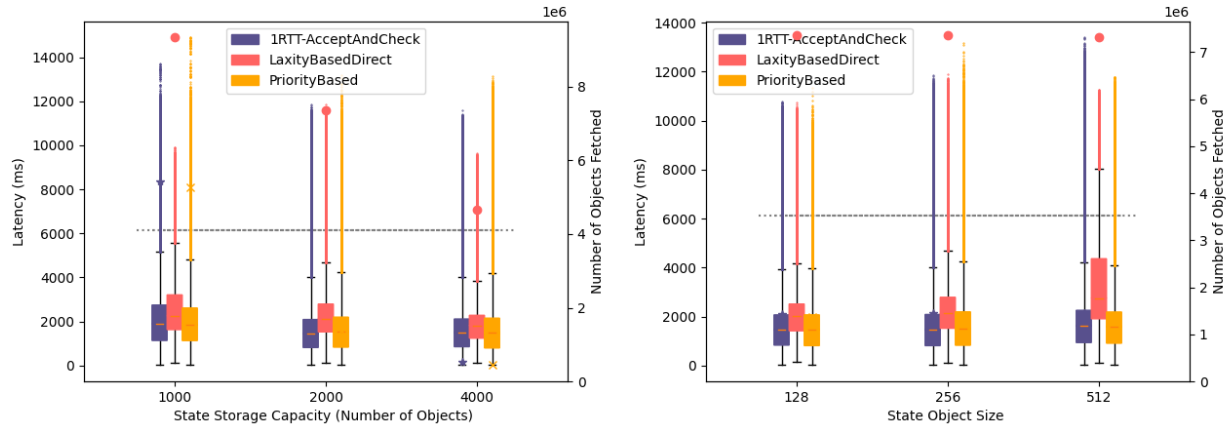 1e6
14000
12000
10000
8000
6000
4000
2000
0
Latency (ms)
1RTT-AcceptAndCheck
LaxityBasedDirect
PriorityBased
8
6
4
2
0
Number of Objects Fetched
1000
2000
4000
State Storage Capacity (Number of Objects)
1e6
14000
12000
10000
8000
6000
4000
2000
0
Latency (ms)
1RTT-AcceptAndCheck
LaxityBasedDirect
PriorityBased
7
6
5
4
3
2
1
0
Number of Objects Fetched
128
256
512
State Object Size